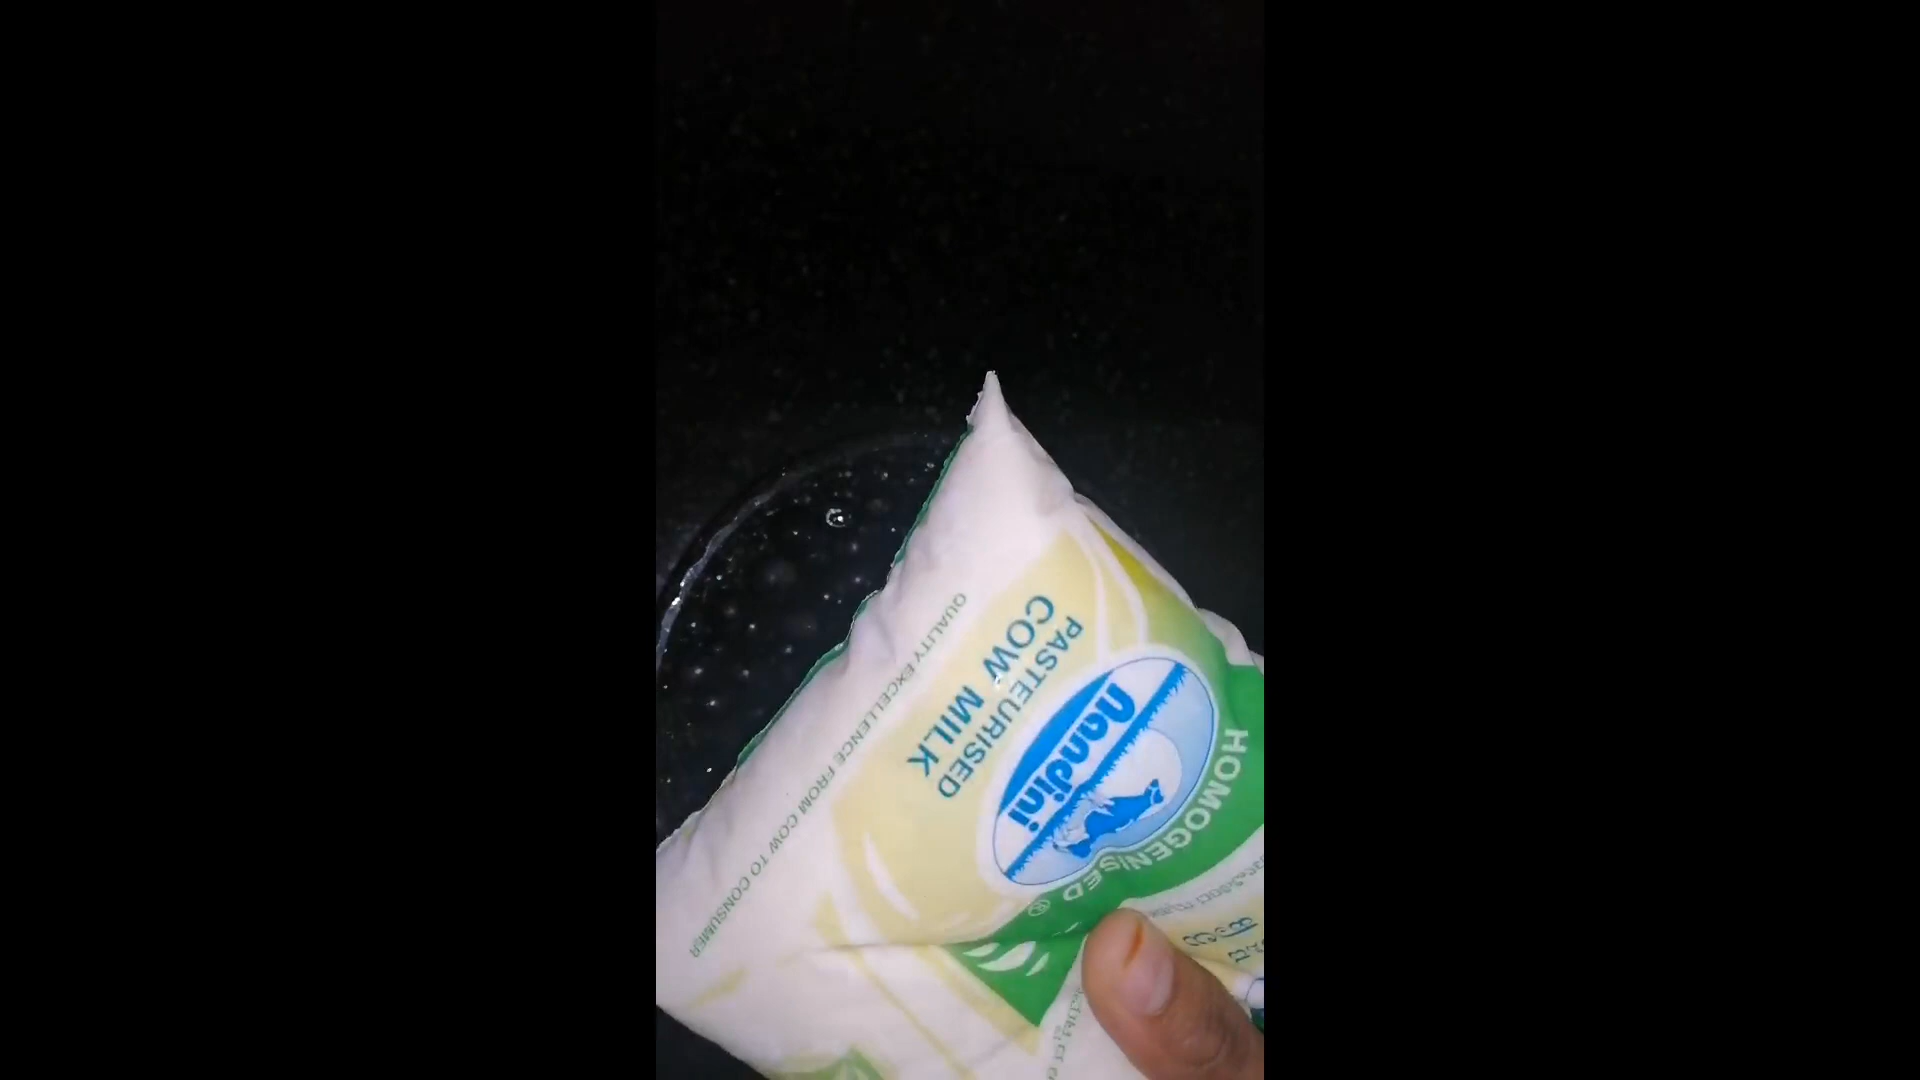 HOMOGENISED
nandini
®
PASTEURISED
COW MILK
QUALITY EXCELLENCE FROM COW TO CONSUMER